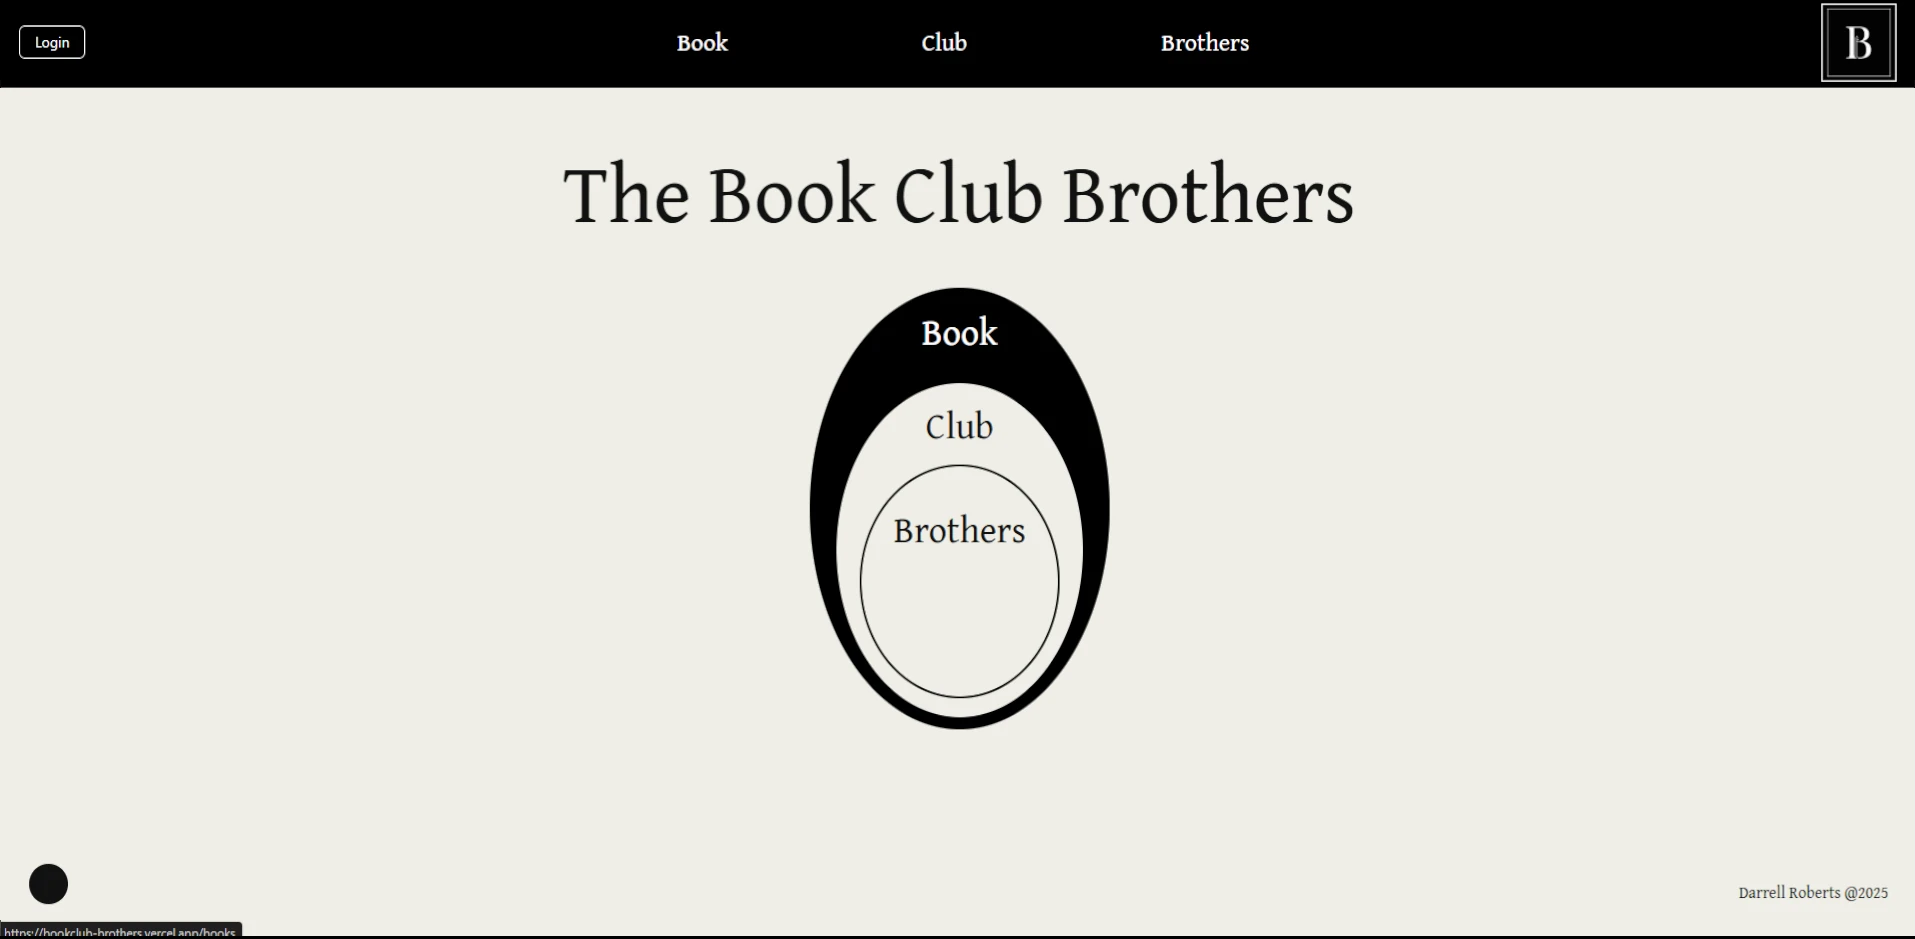 Login
Book
Club
Brothers
B
The Book Club Brothers
Book
Club
Brothers
Darrell Roberts @2025
https://bookclub-brothers.vercel.app/books